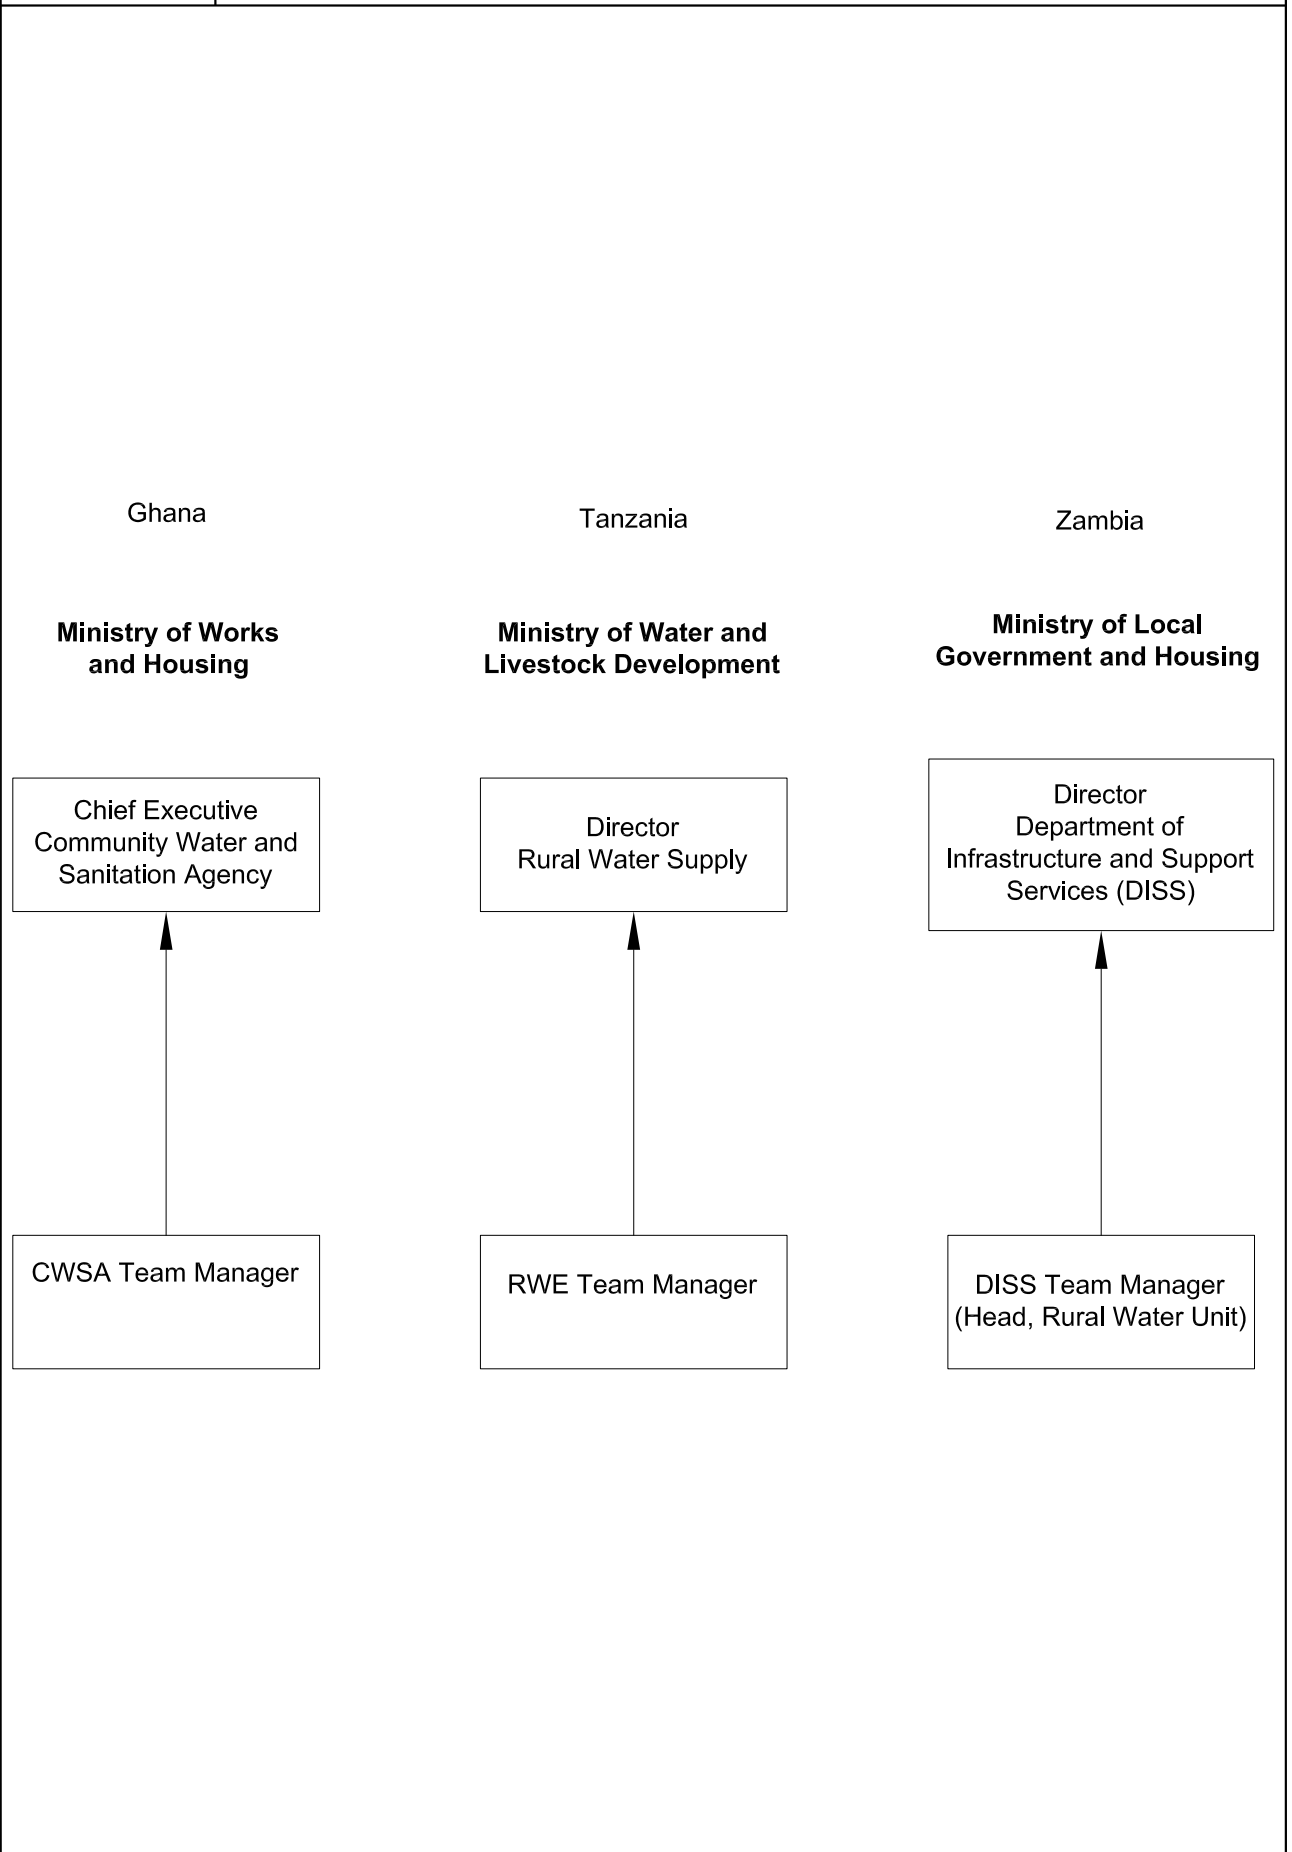 Ghana
Tanzania
Zambia
Ministry of Works
and Housing
Ministry of Water and
Livestock Development
Ministry of Local
Government and Housing
Chief Executive
Community Water and
Sanitation Agency
Director
Rural Water Supply
Director
Department of
Infrastructure and Support
Services (DISS)
CWSA Team Manager
RWE Team Manager
DISS Team Manager
(Head, Rural Water Unit)